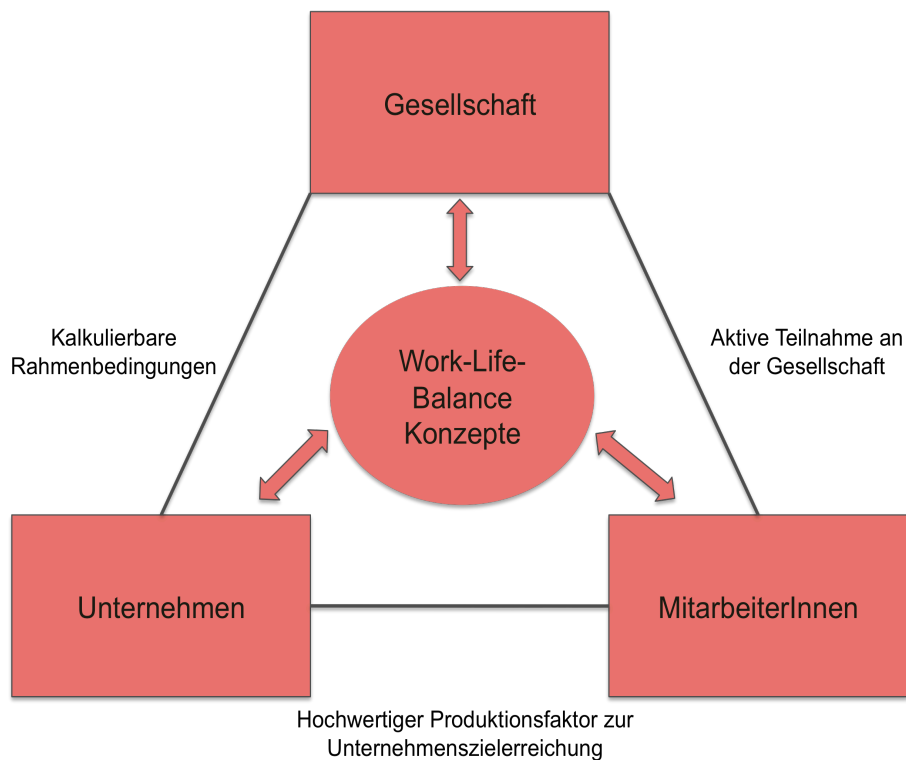 Gesellschaft
Kalkulierbare
Rahmenbedingungen
Work-Life-
Balance
Konzepte
Aktive Teilnahme an
der Gesellschaft
Unternehmen
MitarbeiterInnen
Hochwertiger Produktionsfaktor zur
Unternehmenszielerreichung